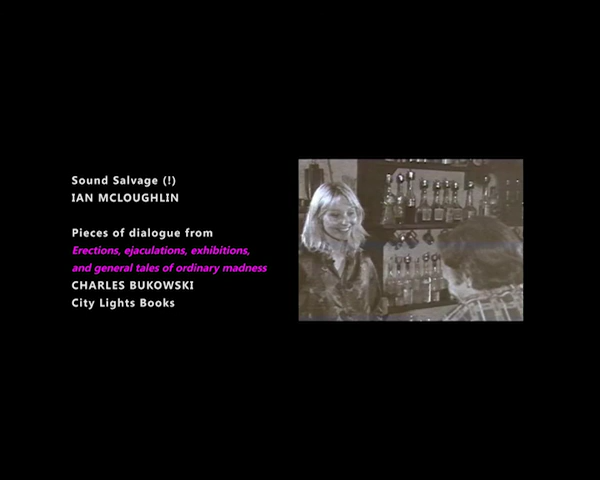 Sound Salvage (!)
IAN MCLOUGHLIN
Pieces of dialogue from
Erections, ejaculations, exhibitions,
and general tales of ordinary madness
CHARLES BUKOWSKI
City Lights Books